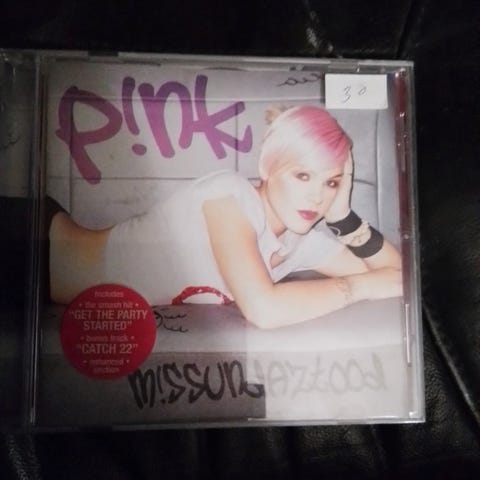 P!nk
30
Includes
• the smash hit •
"GET THE PARTY
STARTED"
• bonus track •
"CATCH 22"
• enhanced
section
m!ssundaztood